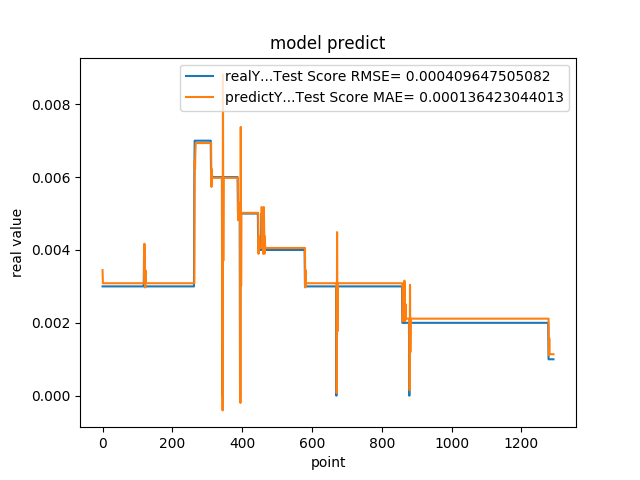 model predict
realY...Test Score RMSE= 0.000409647505082
predictY...Test Score MAE= 0.000136423044013
real value
0.008
0.006
0.004
0.002
0.000
0 200 400 600 800 1000 1200
point